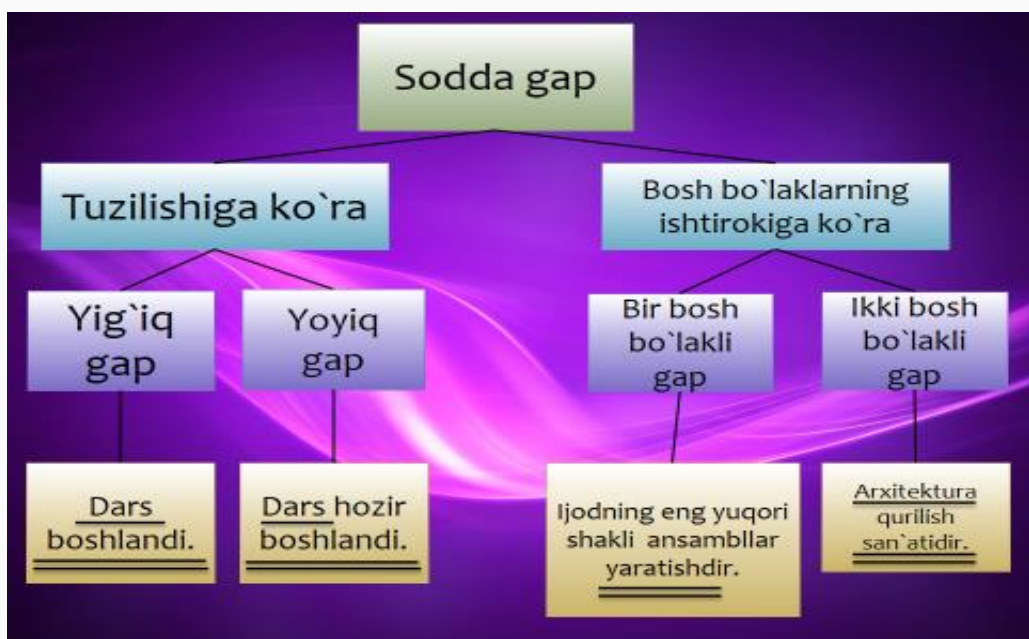 Sodda gap
Tuzilishiga ko`ra
Bosh bo`laklarning
ishtirokiga ko`ra
Yig`iq
gap
Yoyiq
gap
Bir bosh
bo`lakli
gap
Ikki bosh
bo`lakli
gap
Dars
boshlandi.
Dars hozir
boshlandi.
Ijodning eng yuqori
shakli ansambllar
yaratishdir.
Arxitektura
qurilish
san`atidir.